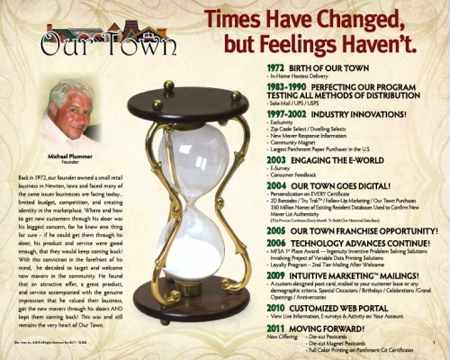 Our Town
Times Have Changed,
but Feelings Haven't.
Michael Plummer
Founder
Back in 1972, our founder owned a small retail
business in Newton, Iowa and faced many of
the same issues businesses are facing today..
limited budget, competition, and creating
identity in the marketplace. Where and how
to get new customers through his door was
his biggest concern, for he knew one thing
for sure – if he could get them through his
door, his product and service were good
enough, that they would keep coming back!
With this conviction in the forefront of his
mind, he decided to target and welcome
new movers in the community. He found
that an attractive offer, a great product,
and service accompanied with the genuine
impression that he valued their business,
got the new movers through his doors AND
kept them coming back! This was and still
remains the very heart of Our Town.
1972 BIRTH OF OUR TOWN
- In-Home Hostess Delivery
1983-1990 PERFECTING OUR PROGRAM
TESTING ALL METHODS OF DISTRIBUTION
- Solo Mail / UPS / USPS
1997-2002 INDUSTRY INNOVATIONS!
- Exclusivity
- Zip Code Select / Dwelling Selects
- New Mover Response Information
- Community Magnet
- Largest Parchment Paper Purchaser in the U.S.
2003 ENGAGING THE E-WORLD
- E-Survey
- Consumer Feedback
2004 OUR TOWN GOES DIGITAL!
- Personalization on EVERY Certificate
- 2D Barcodes / Tru Trak™ / Follow-Up Marketing / Our Town Purchases
350 Million Names of Existing Resident Databases Used to Confirm New
Mover List Authenticity
2005 OUR TOWN FRANCHISE OPPORTUNITY!
2006 TECHNOLOGY ADVANCES CONTINUE!
- MFSA 1st Place Award – Ingenuity Inventive Problem Solving Solutions
Involving Project of Variable Data Printing Solutions
- Loyalty Program – 2nd Tier Mailing After Welcome
2009 INTUITIVE MARKETING™ MAILINGS!
- A custom-designed post card, mailed to your customer base or any
demographic criteria. Special Occasions / Birthdays / Celebrations /Grand
Openings / Anniversaries
2010 CUSTOMIZED WEB PORTAL
- View Live Information, E-surveys & Activity on Your Account.
2011 MOVING FORWARD!
New Offering - Die-cut Postcards
- Die-cut Magnet Postcards
- Full Color Printing on Parchment Gift Certificates